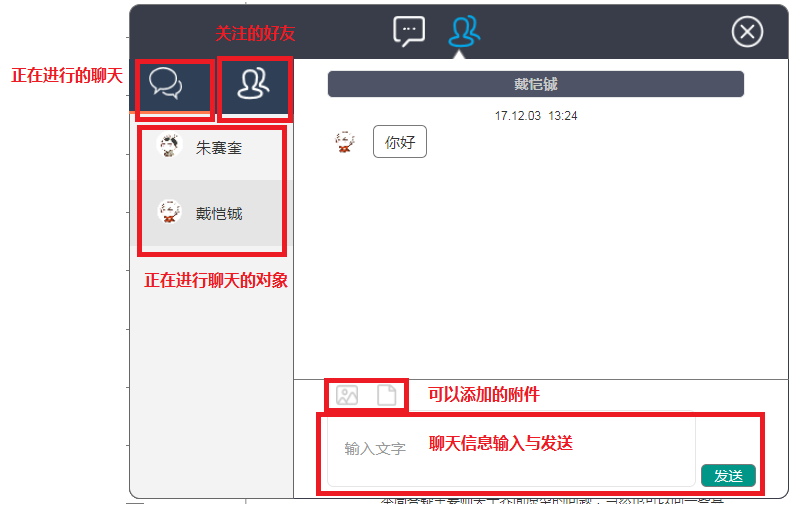 关注的好友
正在进行的聊天
戴恺铖
17.12.03 13:24
你好
朱赛奎
戴恺铖
正在进行聊天的对象
可以添加的附件
输入文字
聊天信息输入与发送
发送